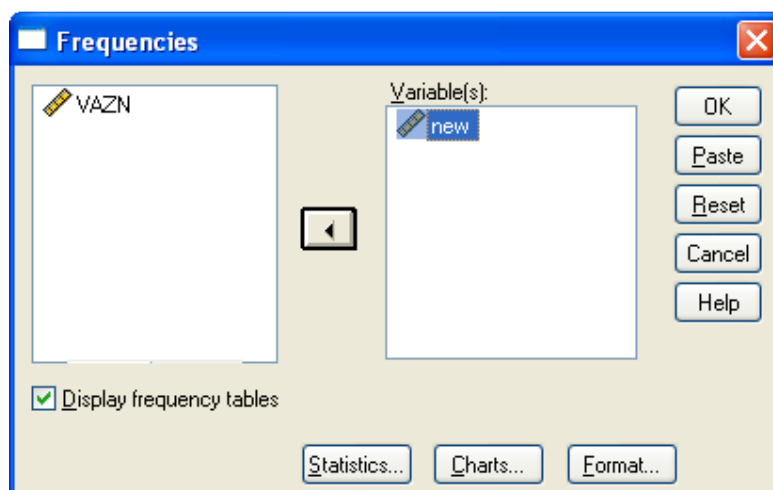 Frequencies
VAZN
Variable(s):
new
OK
Paste
Reset
Cancel
Help
Display frequency tables
Statistics...
Charts...
Format...